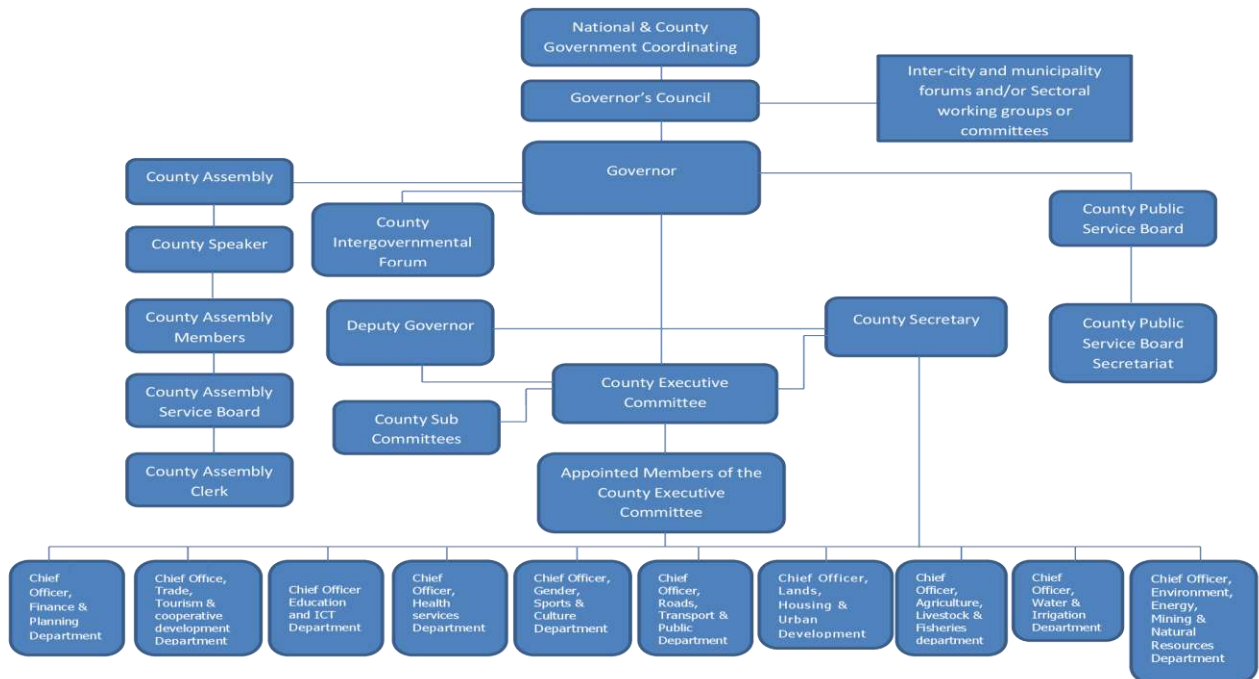 National & County
Government Coordinating
Inter-city and municipality
forums and/or Sectoral
working groups or
committees
Governor's Council
Governor
County Assembly
County
Intergovernmental
Forum
County Public
Service Board
County Speaker
County Assembly
Members
Deputy Governor
County Secretary
County Public
Service Board
Secretariat
County Assembly
Service Board
County Executive
Committee
County Sub
Committees
County Assembly
Clerk
Appointed Members of the
County Executive
Committee
Chief
Officer,
Finance &
Planning
Department
Chief Office,
Trade,
Tourism &
cooperative
development
Department
Chief Officer
Education
and ICT
Department
Chief
Officer,
Health
services
Department
Chief Officer,
Gender,
Sports &
Culture
Department
Chief
Officer,
Roads,
Transport &
Public
Department
Chief Officer,
Lands,
Housing &
Urban
Development
Chief
Officer,
Agriculture,
Livestock &
Fisheries
department
Chief
Officer,
Water &
Irrigation
Department
Chief Officer,
Environment,
Energy,
Mining &
Natural
Resources
Department